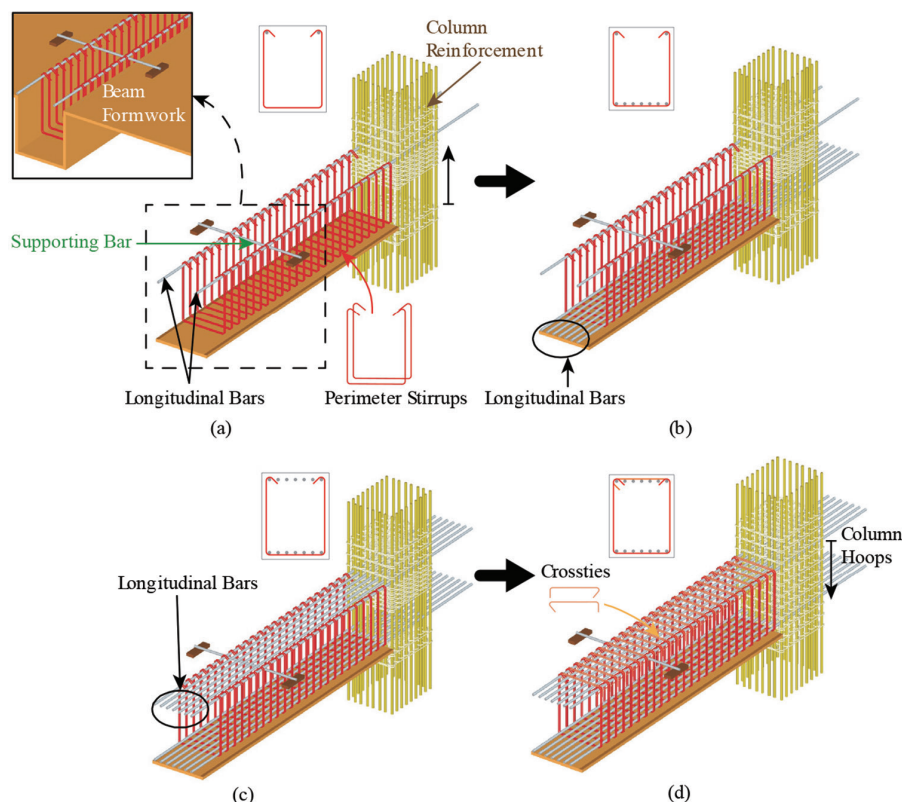 Column
Reinforcement
Beam
Formwork
Supporting Bar
Longitudinal Bars
Perimeter Stirrups
(a)
Longitudinal Bars
(b)
Longitudinal Bars
(c)
Crossties
Column
Hoops
(d)